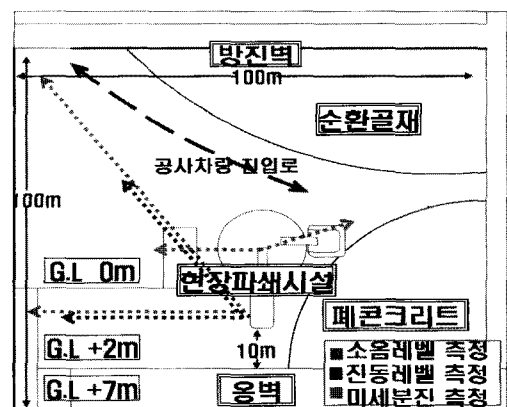 방진벽
100m
순환골재
공사차량 진입로
100m
G.L 0m
현장파쇄시설
폐콘크리트
G.L +2m
10m
소음레벨 측정
진동레벨 측정
미세분진 측정
G.L +7m
옹벽